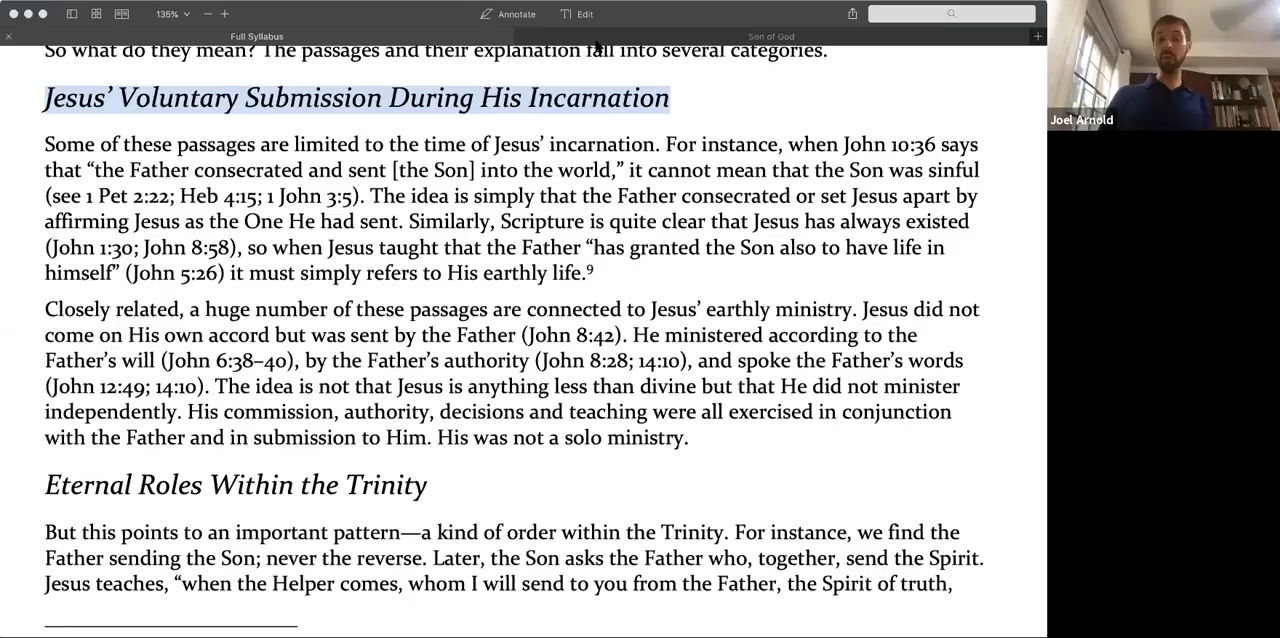 135%
Annotate
Edit
Full Syllabus
Son of God
So what do they mean? The passages and their explanation fall into several categories.
Jesus’ Voluntary Submission During His Incarnation
Some of these passages are limited to the time of Jesus’ incarnation. For instance, when John 10:36 says
that “the Father consecrated and sent [the Son] into the world,” it cannot mean that the Son was sinful
(see 1 Pet 2:22; Heb 4:15; 1 John 3:5). The idea is simply that the Father consecrated or set Jesus apart by
affirming Jesus as the One He had sent. Similarly, Scripture is quite clear that Jesus has always existed
(John 1:30; John 8:58), so when Jesus taught that the Father “has granted the Son also to have life in
himself” (John 5:26) it must simply refers to His earthly life.⁹
Closely related, a huge number of these passages are connected to Jesus’ earthly ministry. Jesus did not
come on His own accord but was sent by the Father (John 8:42). He ministered according to the
Father’s will (John 6:38–40), by the Father’s authority (John 8:28; 14:10), and spoke the Father’s words
(John 12:49; 14:10). The idea is not that Jesus is anything less than divine but that He did not minister
independently. His commission, authority, decisions and teaching were all exercised in conjunction
with the Father and in submission to Him. His was not a solo ministry.
Eternal Roles Within the Trinity
But this points to an important pattern—a kind of order within the Trinity. For instance, we find the
Father sending the Son; never the reverse. Later, the Son asks the Father who, together, send the Spirit.
Jesus teaches, “when the Helper comes, whom I will send to you from the Father, the Spirit of truth,
Joel Arnold